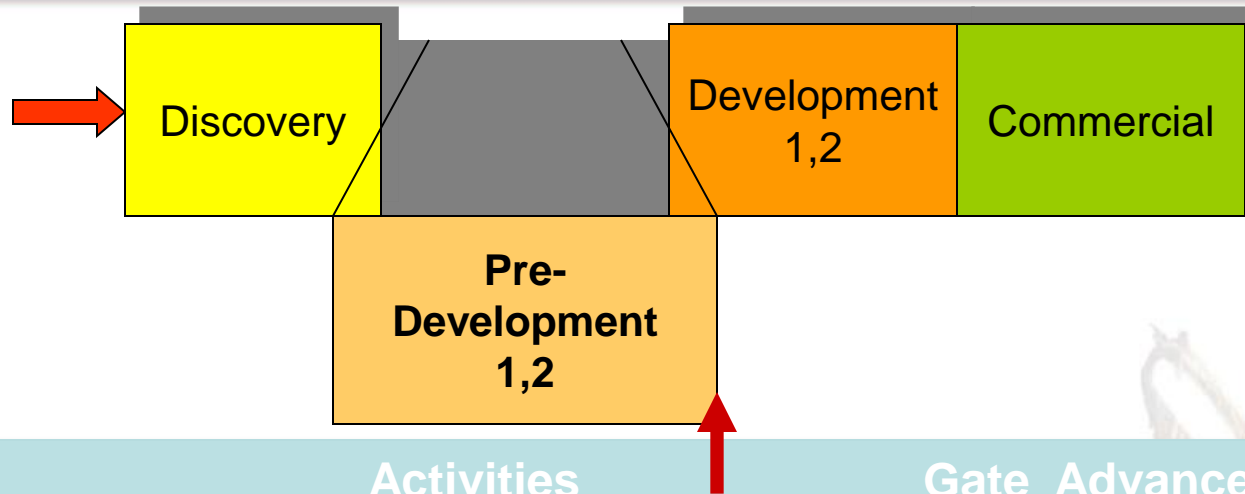 Discovery
Development
1,2
Commercial
Pre-
Development
1,2
Activities
Gate Advance